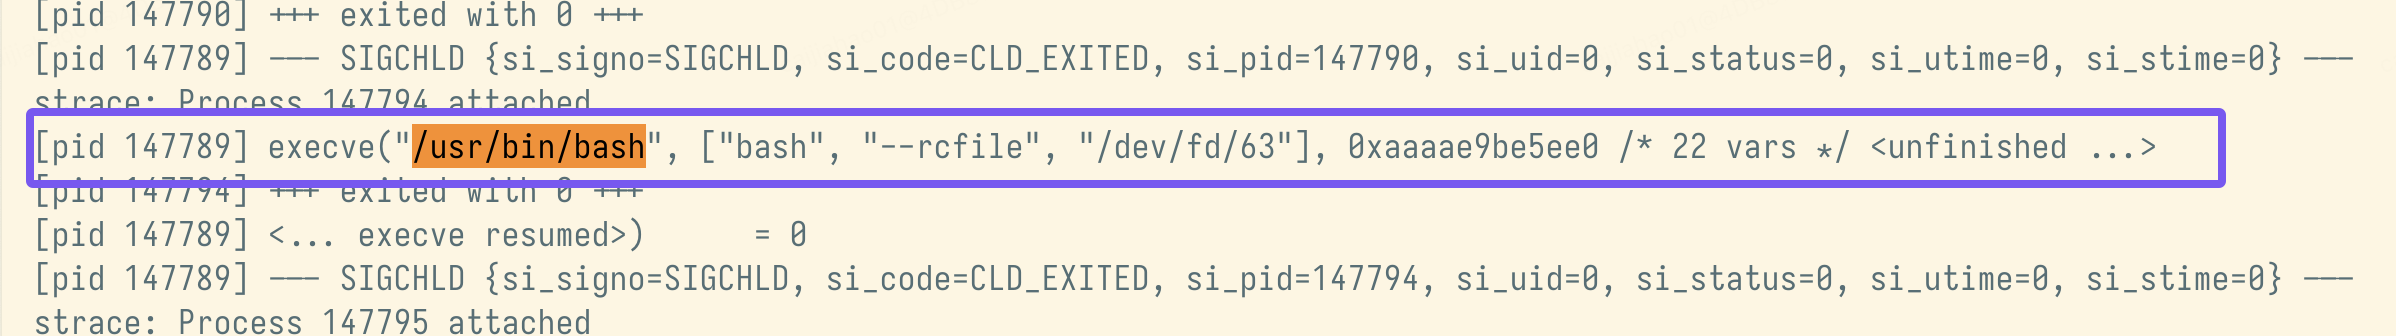 [pid 147790] +++ exited with 0 +++
[pid 147789] --- SIGCHLD {si_signo=SIGCHLD, si_code=CLD_EXITED, si_pid=147790, si_uid=0, si_status=0, si_utime=0, si_stime=0} ---
strace: Process 147794 attached
[pid 147789] execve("/usr/bin/bash", ["bash", "--rcfile", "/dev/fd/63"], 0xaaaae9be5ee0 /* 22 vars */ <unfinished ...>
[pid 147794] +++ exited with 0 +++
[pid 147789] <... execve resumed>)      = 0
[pid 147789] --- SIGCHLD {si_signo=SIGCHLD, si_code=CLD_EXITED, si_pid=147794, si_uid=0, si_status=0, si_utime=0, si_stime=0} ---
strace: Process 147795 attached